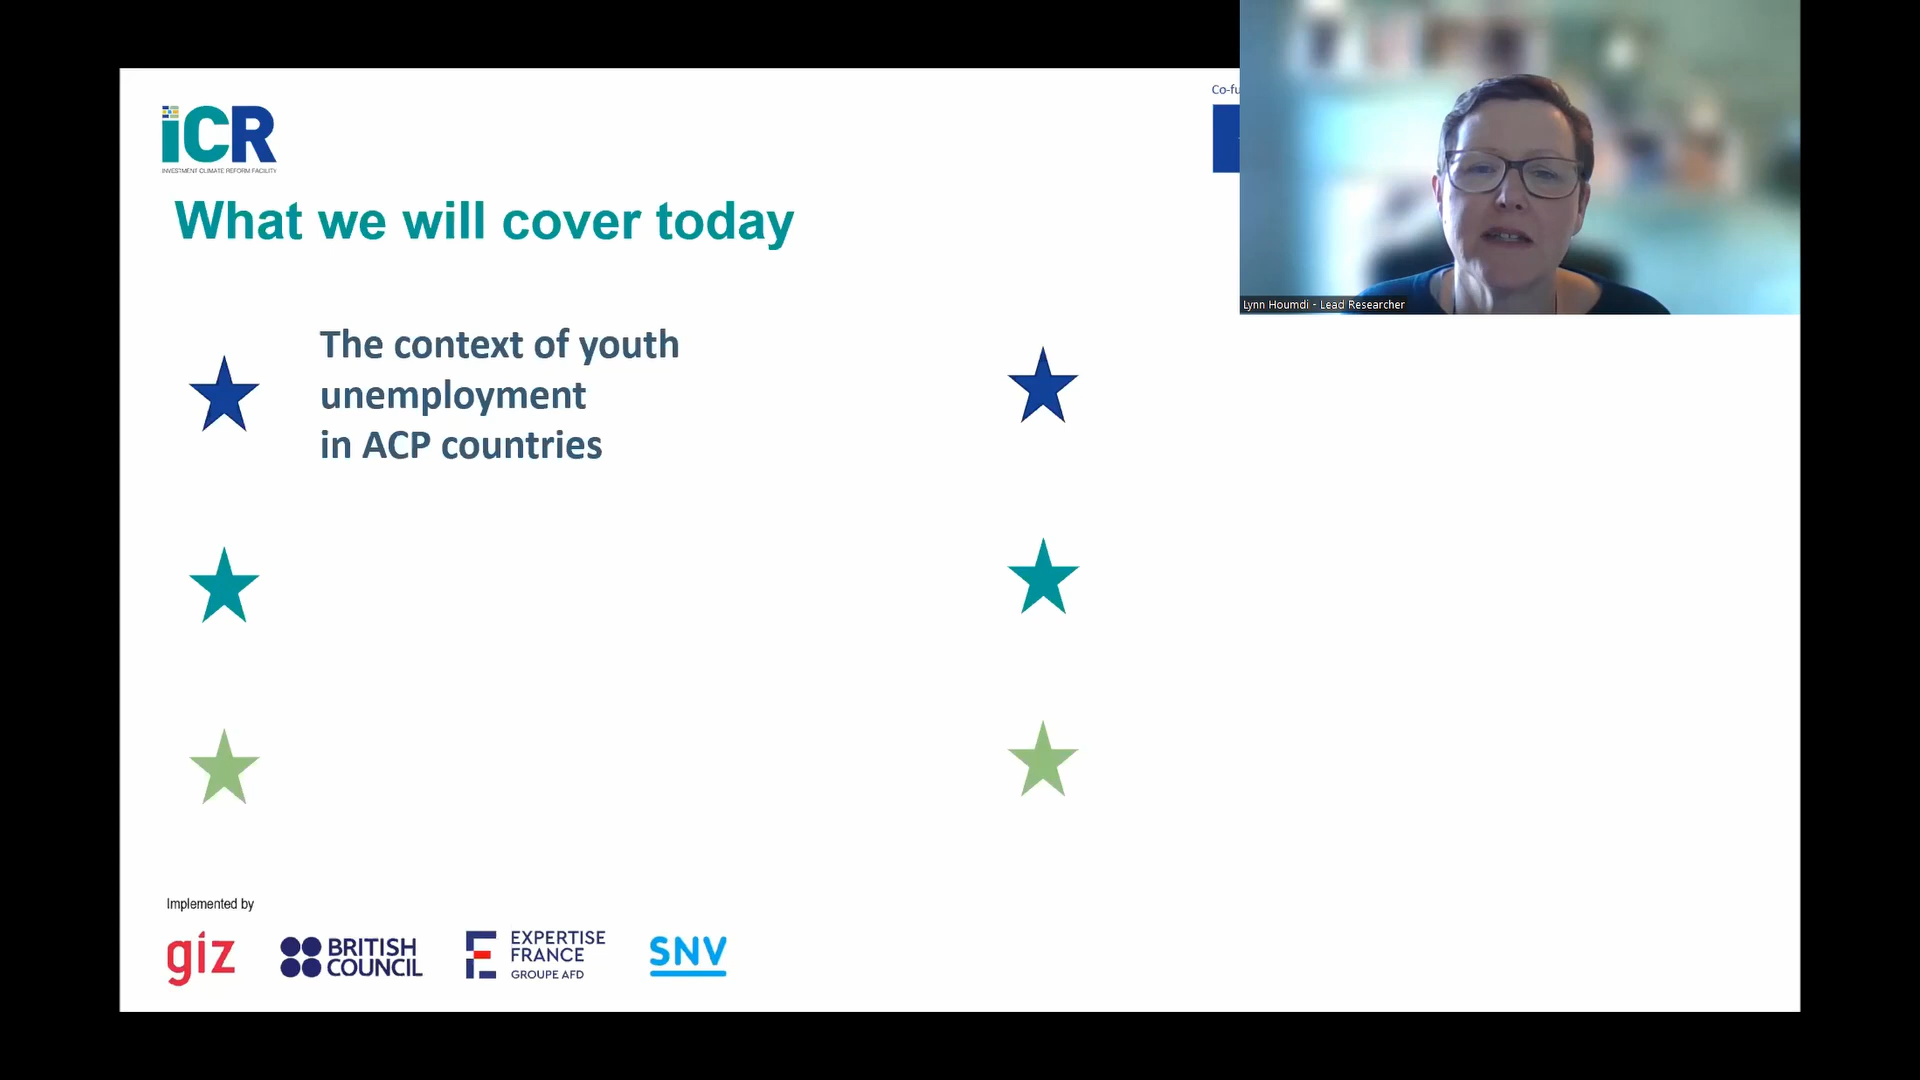 iCR
INVESTMENT CLIMATE REFORM FACILITY
What we will cover today
The context of youth
unemployment
in ACP countries
Co-fu
Lynn Houmdi - Lead Researcher
Implemented by
giz
BRITISH
COUNCIL
EXPERTISE
FRANCE
GROUPE AFD
SNV